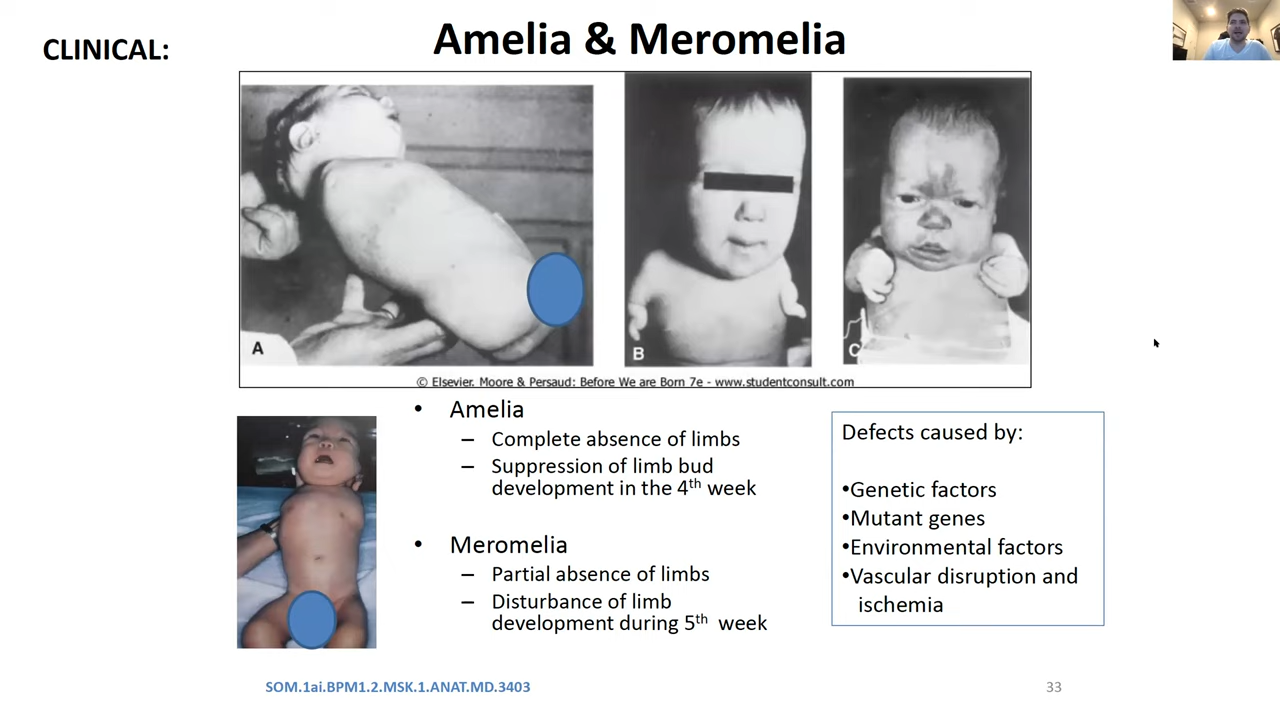 CLINICAL:
Amelia & Meromelia
A
B
C
© Elsevier. Moore & Persaud: Before We are Born 7e - www.studentconsult.com
• Amelia
– Complete absence of limbs
– Suppression of limb bud
development in the 4th week
• Meromelia
– Partial absence of limbs
– Disturbance of limb
development during 5th week
Defects caused by:
•Genetic factors
•Mutant genes
•Environmental factors
•Vascular disruption and
ischemia
SOM.1ai.BPM1.2.MSK.1.ANAT.MD.3403
33